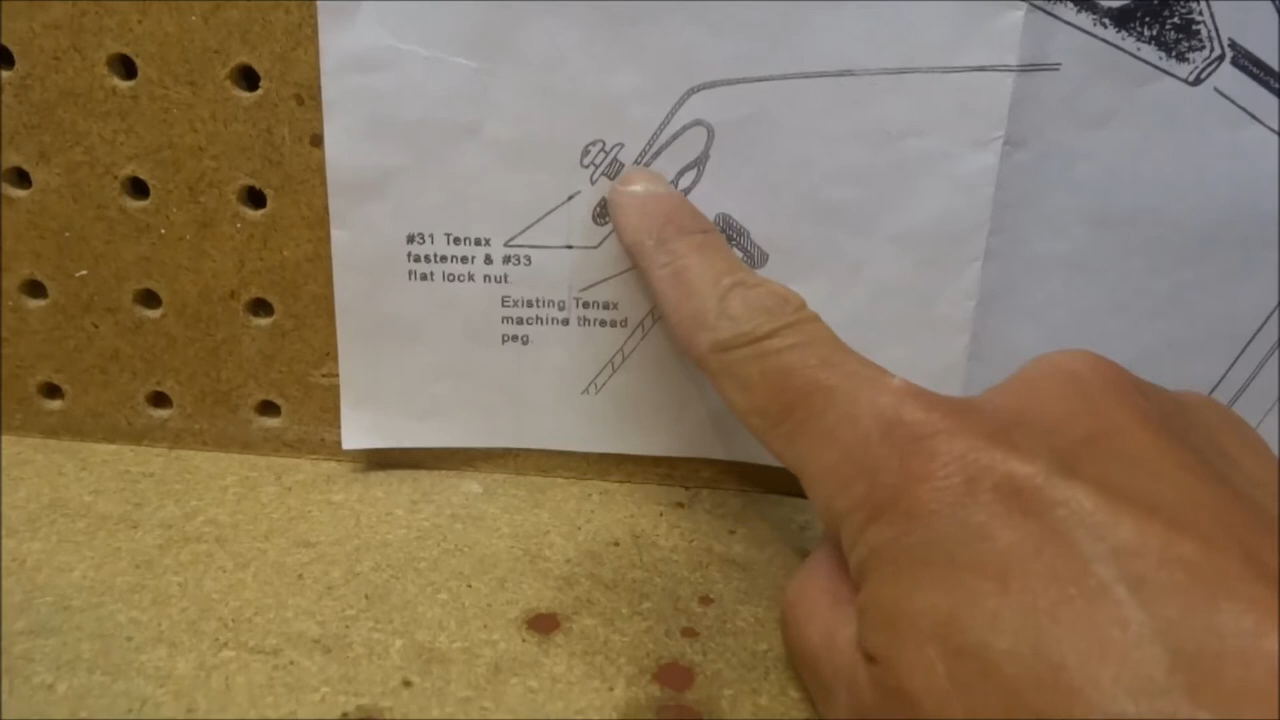 #31 Tenax
fastener & #33
flat lock nut.
Existing Tenax
machine thread
peg.